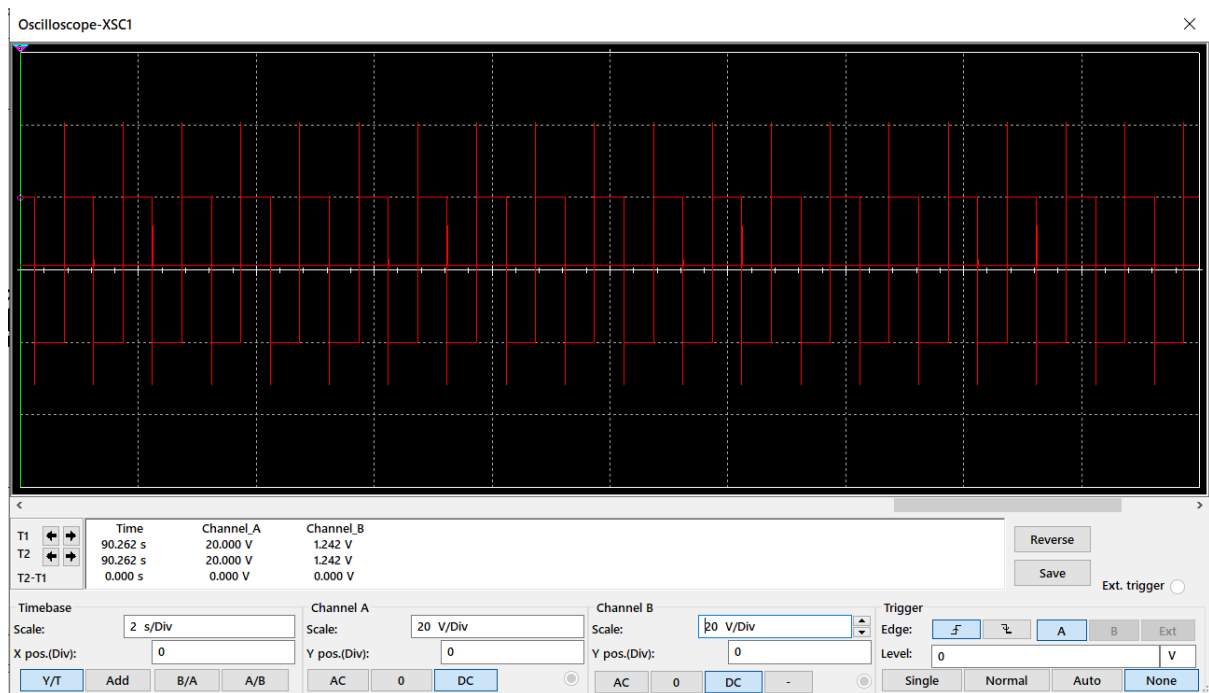 Oscilloscope-XSC1
Time Channel_A Channel_B
T1 90.262 s 20.000 V 1.242 V
T2 90.262 s 20.000 V 1.242 V
T2-T1 0.000 s 0.000 V 0.000 V
Reverse
Save
Ext. trigger
Timebase
Scale: 2 s/Div
X pos.(Div): 0
Y/T Add B/A A/B
Channel A
Scale: 20 V/Div
Y pos.(Div): 0
AC 0 DC
Channel B
Scale: 20 V/Div
Y pos.(Div): 0
AC 0 DC -
Trigger
Edge: A B Ext
Level: 0 V
Single Normal Auto None